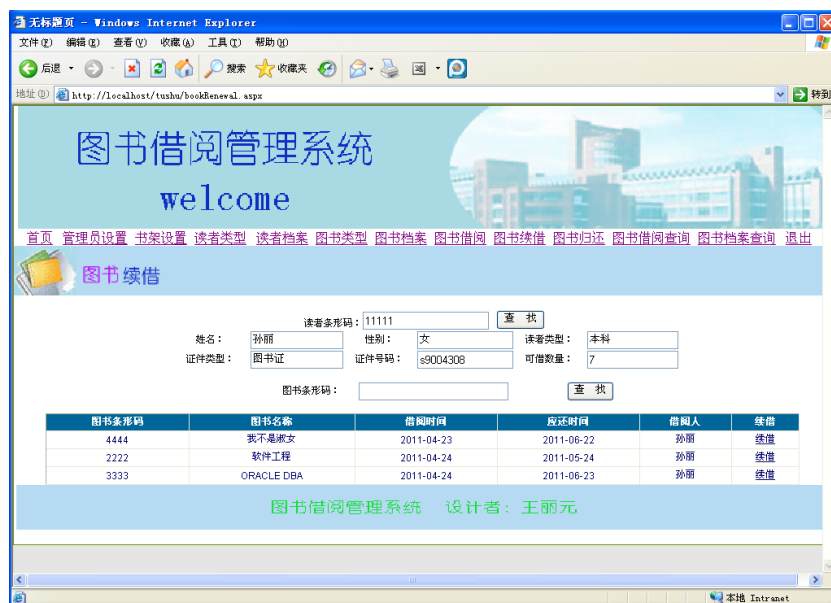 无标题页 - Windows Internet Explorer
文件(F) 编辑(E) 查看(V) 收藏(A) 工具(T) 帮助(H)
后退 搜索 收藏夹
地址(D) http://localhost/tushu/bookRenewal.aspx 转到
图书借阅管理系统
welcome
首页 管理员设置 书架设置 读者类型 读者档案 图书类型 图书档案 图书借阅 图书续借 图书归还 图书借阅查询 图书档案查询 退出
图书续借
读者条形码：11111 查 找
姓名： 孙丽 性别： 女 读者类型： 本科
证件类型： 图书证 证件号码： s9004308 可借数量： 7
图书条形码： 查 找
图书条形码 图书名称 借阅时间 应还时间 借阅人 续借
4444 我不是淑女 2011-04-23 2011-06-22 孙丽 续借
2222 软件工程 2011-04-24 2011-05-24 孙丽 续借
3333 ORACLE DBA 2011-04-24 2011-06-23 孙丽 续借
图书借阅管理系统 设计者：王丽元
本地 Intranet